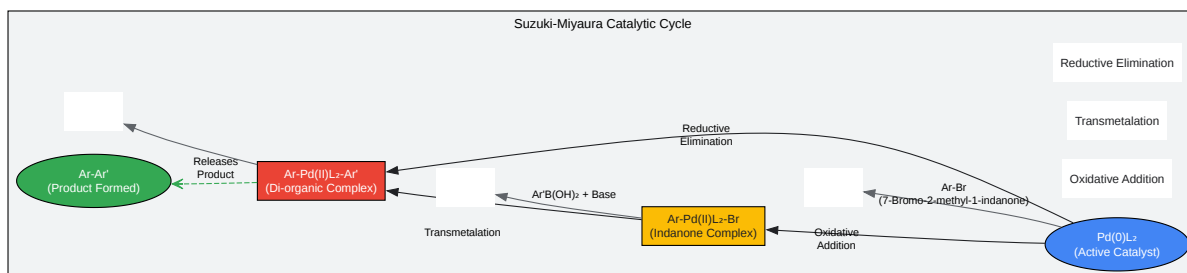 Suzuki-Miyaura Catalytic Cycle
Reductive Elimination
Transmetalation
Oxidative Addition
Reductive
Elimination
Releases
Product
Ar-Ar'
(Product Formed)
Ar-Pd(II)L₂-Ar'
(Di-organic Complex)
Ar'B(OH)₂ + Base
Ar-Br
(7-Bromo-2-methyl-1-indanone)
Transmetalation
Ar-Pd(II)L₂-Br
(Indanone Complex)
Oxidative
Addition
Pd(0)L₂
(Active Catalyst)